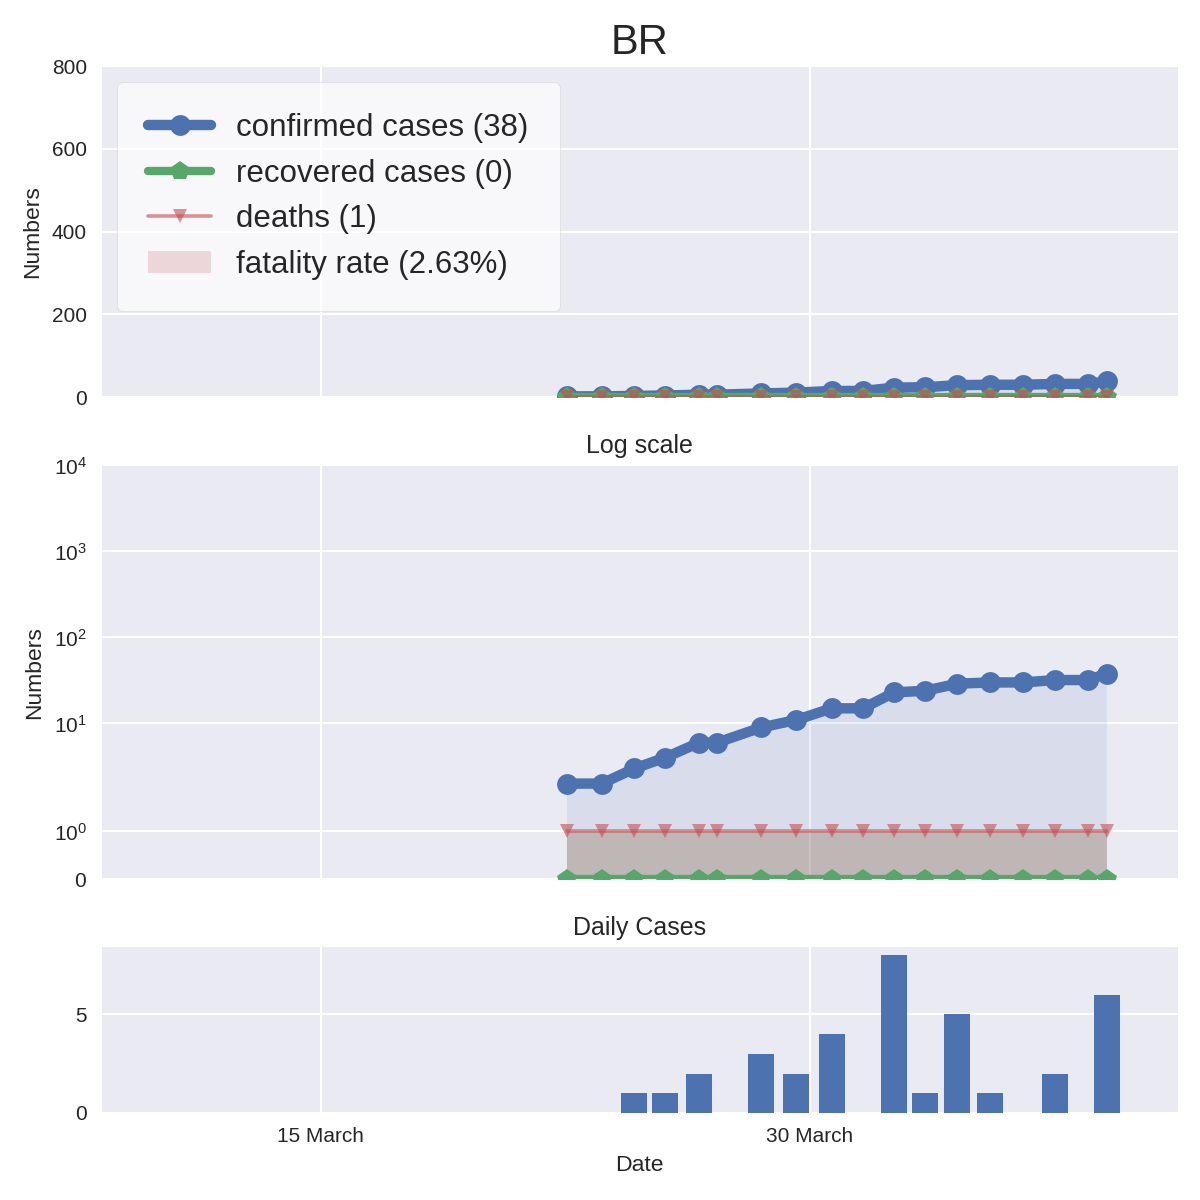 BR
800
600
400
200
0
Numbers
confirmed cases (38)
recovered cases (0)
deaths (1)
fatality rate (2.63%)
Log scale
10⁴
10³
10²
10¹
10⁰
0
Numbers
Daily Cases
5
0
15 March
30 March
Date